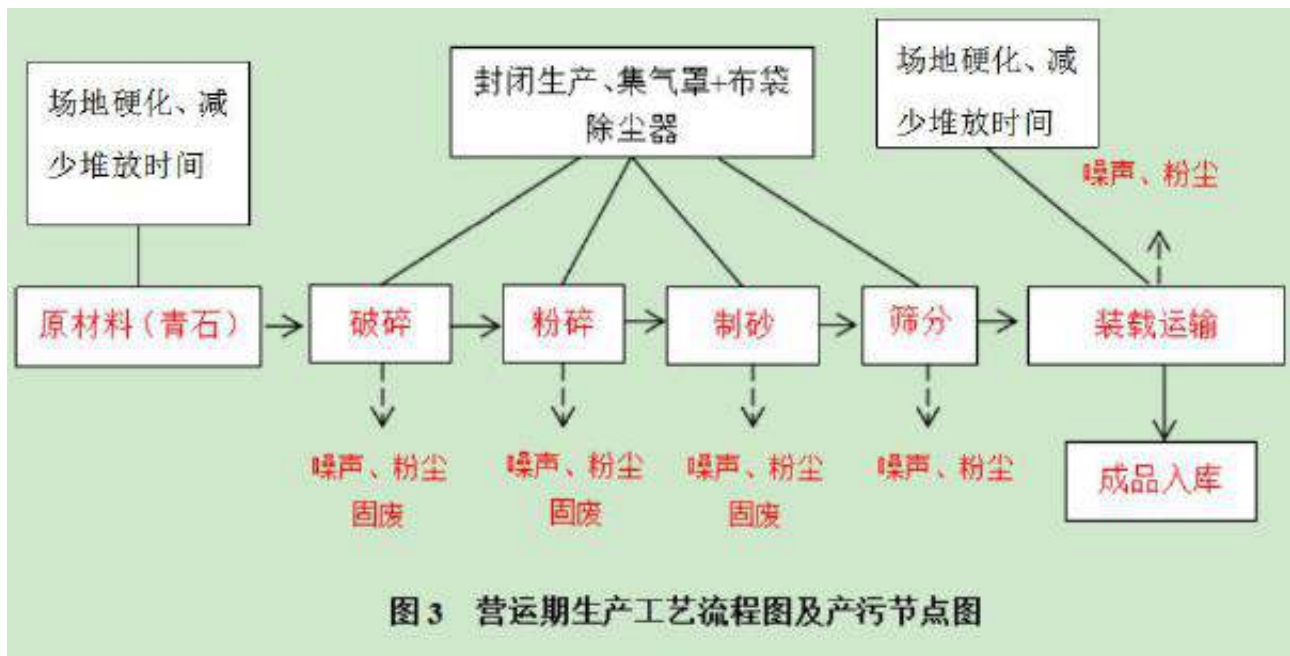 场地硬化、减
少堆放时间
封闭生产、集气罩+布袋
除尘器
场地硬化、减
少堆放时间
噪声、粉尘
原材料（青石）
破碎
粉碎
制砂
筛分
装载运输
噪声、粉尘
固废
噪声、粉尘
固废
噪声、粉尘
固废
噪声、粉尘
成品入库
图 3 营运期生产工艺流程图及产污节点图